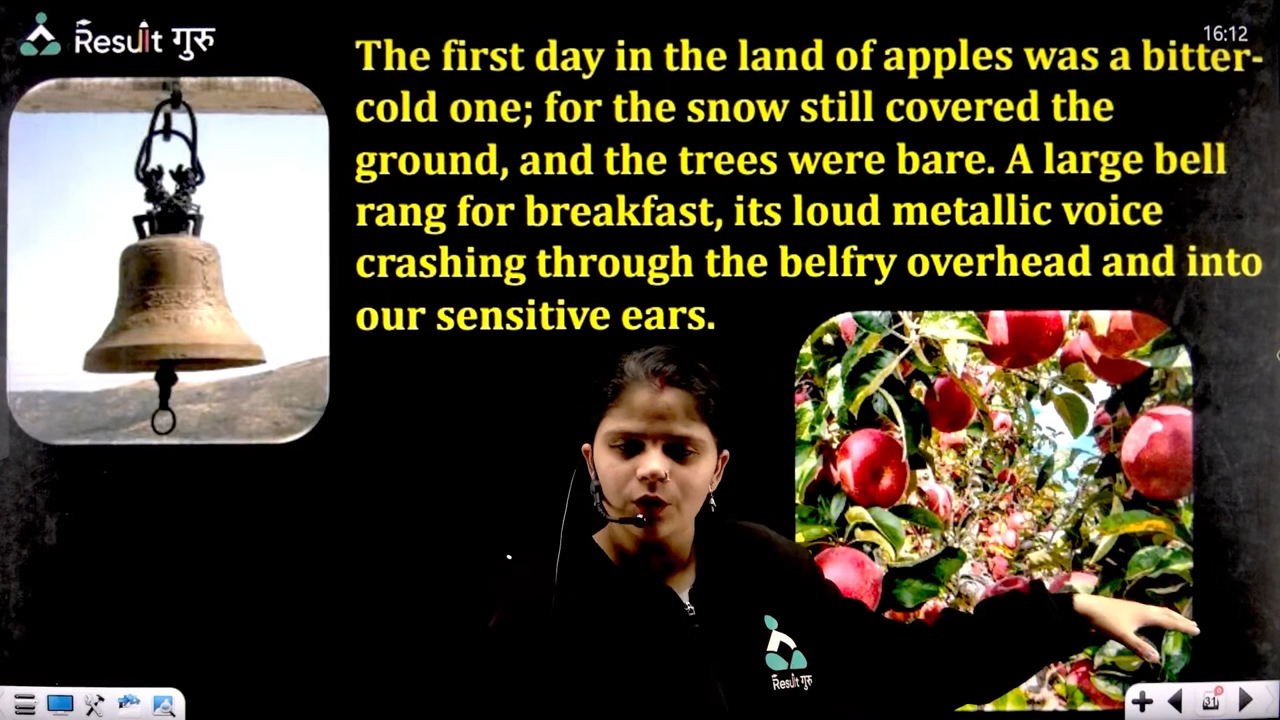 Result गुरु
16:12
The first day in the land of apples was a bitter-
cold one; for the snow still covered the
ground, and the trees were bare. A large bell
rang for breakfast, its loud metallic voice
crashing through the belfry overhead and into
our sensitive ears.
Result गुरु
31